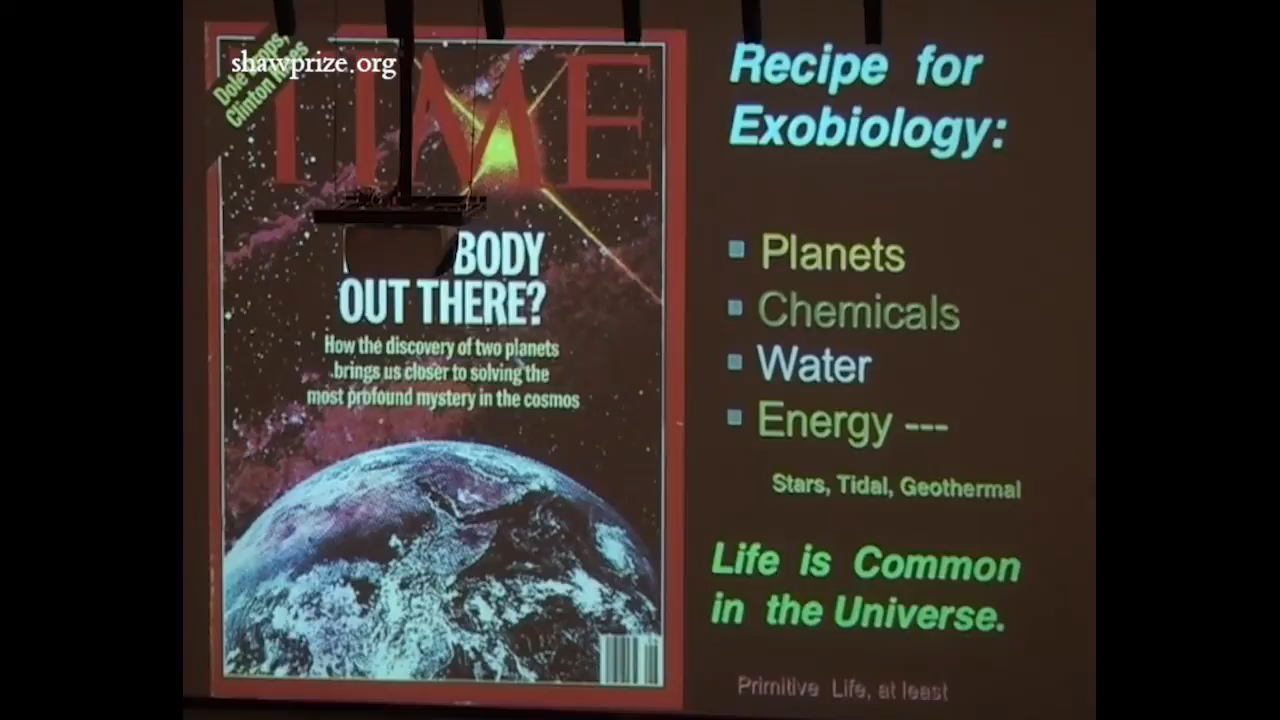 shawprize.org
Clinton
TIME
BODY
OUT THERE?
How the discovery of two planets
brings us closer to solving the
most profound mystery in the cosmos
Recipe for
Exobiology:
Planets
Chemicals
Water
Energy ---
Stars, Tidal, Geothermal
Life is Common
in the Universe.
Primitive Life, at least